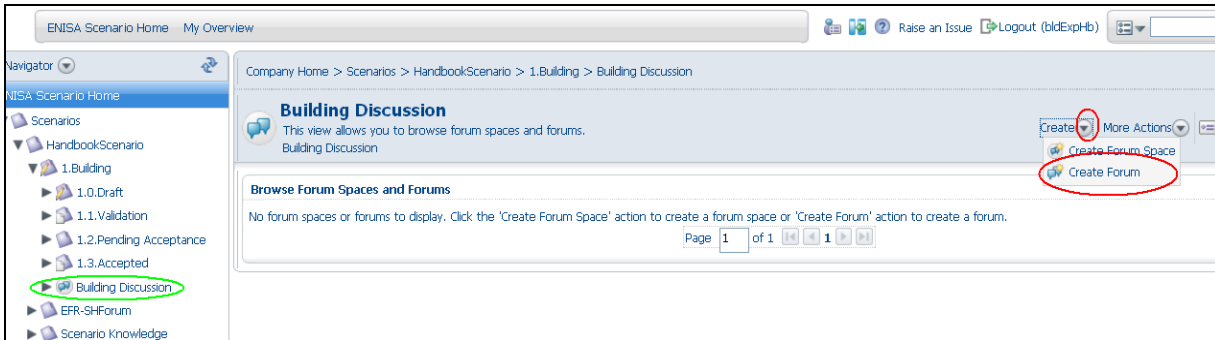 ENISA Scenario Home My Overview
Raise an Issue Logout (bldExpHb)
Navigator
NISA Scenario Home
Scenarios
HandbookScenario
1.Building
1.0.Draft
1.1.Validation
1.2.Pending Acceptance
1.3.Accepted
Building Discussion
EFR-SHForum
Scenario Knowledge
Company Home > Scenarios > HandbookScenario > 1.Building > Building Discussion
Building Discussion
This view allows you to browse forum spaces and forums.
Building Discussion
Create More Actions
Create Forum Space
Create Forum
Browse Forum Spaces and Forums
No forum spaces or forums to display. Click the 'Create Forum Space' action to create a forum space or 'Create Forum' action to create a forum.
Page 1 of 1 1